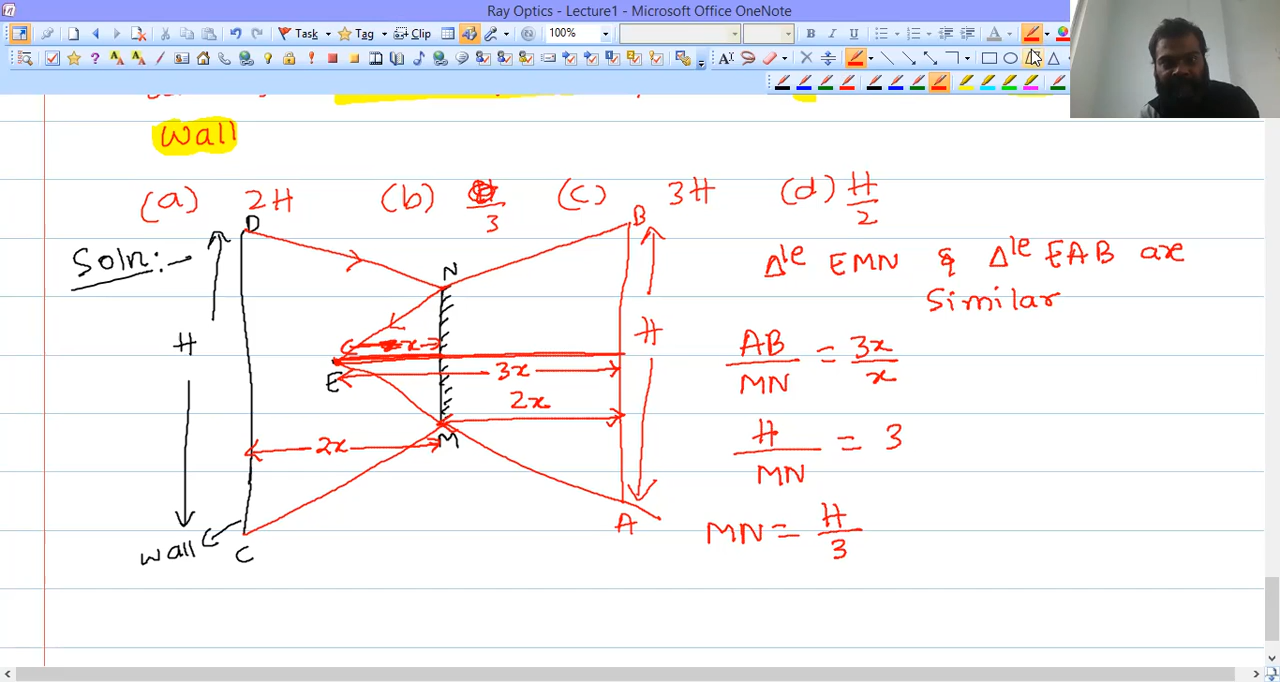 Ray Optics - Lecture1 - Microsoft Office OneNote
Task Tag Clip 100% B I U A
Wall
(a) 2H (b) H/3 (c) 3H (d) H/2
Soln:-
D
N
B
H
x
E
3x
2x
2x
M
H
wall
C
A
Δle EMN & Δle EAB are
Similar
AB/MN = 3x/x
H/MN = 3
MN = H/3